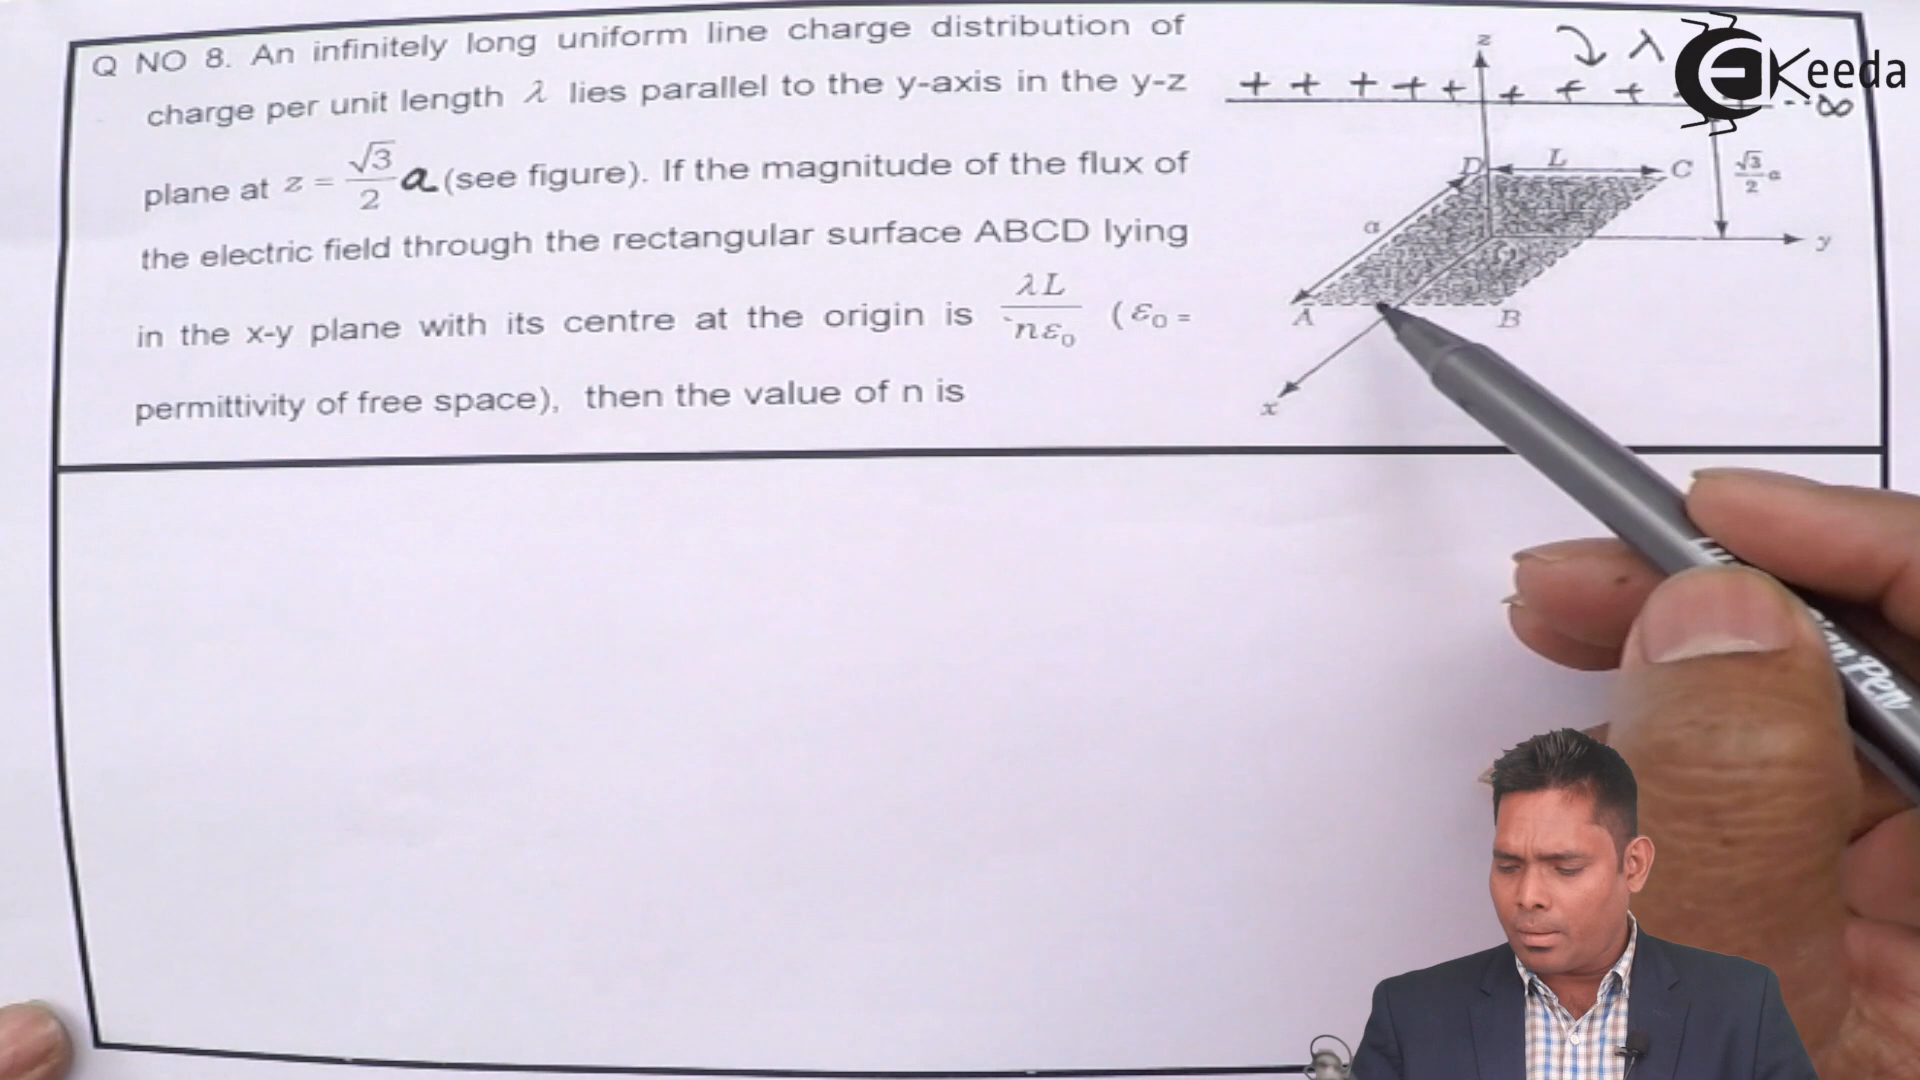 Q NO 8. An infinitely long uniform line charge distribution of
charge per unit length λ lies parallel to the y-axis in the y-z
plane at z = √3/2 a (see figure). If the magnitude of the flux of
the electric field through the rectangular surface ABCD lying
in the x-y plane with its centre at the origin is λL/nε₀ (ε₀ =
permittivity of free space), then the value of n is
z
λ
+ + + + + + + +
∞
Keeda
D
L
C
√3/2 a
a
y
A
B
x